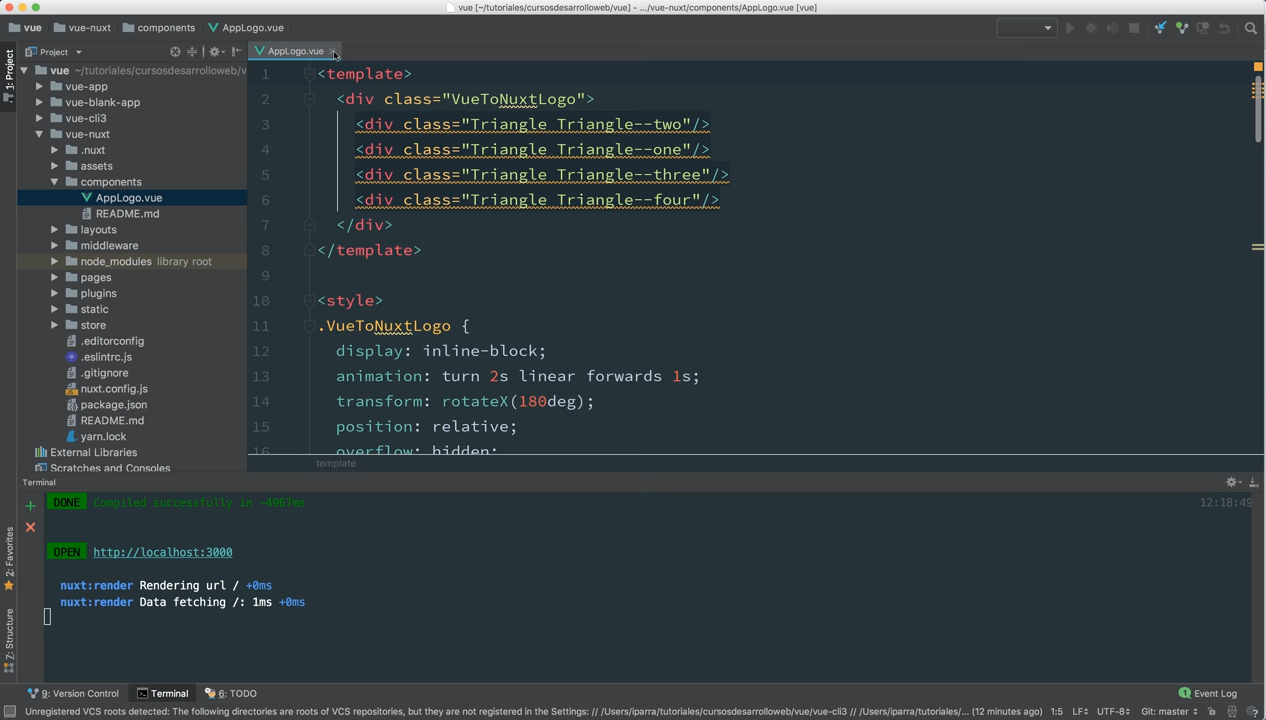 vue [~/tutoriales/cursosdesarrolloweb/vue] - .../vue-nuxt/components/AppLogo.vue [vue]
vue vue-nuxt components AppLogo.vue
1: Project
Project
AppLogo.vue
vue ~/tutoriales/cursosdesarrolloweb/v
vue-app
vue-blank-app
vue-cli3
vue-nuxt
.nuxt
assets
components
AppLogo.vue
README.md
layouts
middleware
node_modules library root
pages
plugins
static
store
.editorconfig
.eslintrc.js
.gitignore
nuxt.config.js
package.json
README.md
yarn.lock
External Libraries
Scratches and Consoles
1 <template>
2 <div class="VueToNuxtLogo">
3 <div class="Triangle Triangle--two"/>
4 <div class="Triangle Triangle--one"/>
5 <div class="Triangle Triangle--three"/>
6 <div class="Triangle Triangle--four"/>
7 </div>
8 </template>
9
10 <style>
11 .VueToNuxtLogo {
12 display: inline-block;
13 animation: turn 2s linear forwards 1s;
14 transform: rotateX(180deg);
15 position: relative;
16 overflow: hidden;
template
Terminal
DONE Compiled successfully in -4967ms 12:18:49
OPEN http://localhost:3000
nuxt:render Rendering url / +0ms
nuxt:render Data fetching /: 1ms +0ms
2: Favorites
7: Structure
9: Version Control Terminal 6: TODO 1 Event Log
Unregistered VCS roots detected: The following directories are roots of VCS repositories, but they are not registered in the Settings: // /Users/iparra/tutoriales/cursosdesarrolloweb/vue/vue-cli3 // /Users/iparra/tutoriales/... (12 minutes ago) 1:5 LF UTF-8 Git: master